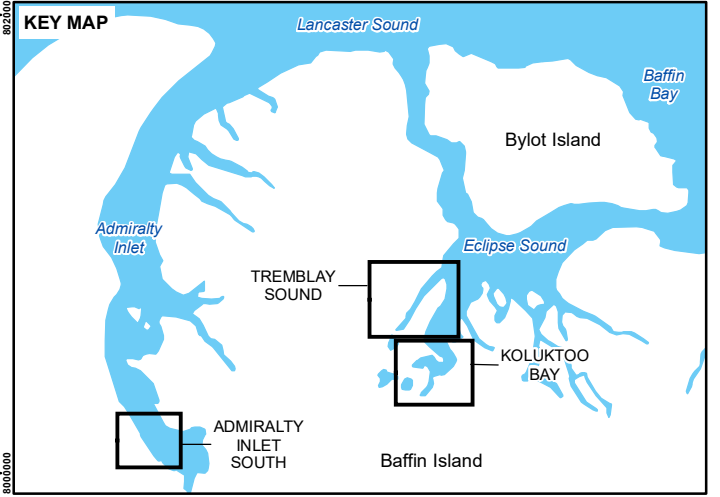 802000
KEY MAP
Lancaster Sound
Baffin
Bay
Bylot Island
Admiralty
Inlet
Eclipse Sound
TREMBLAY
SOUND
KOLUKTOO
BAY
ADMIRALTY
INLET
SOUTH
Baffin Island
8000000